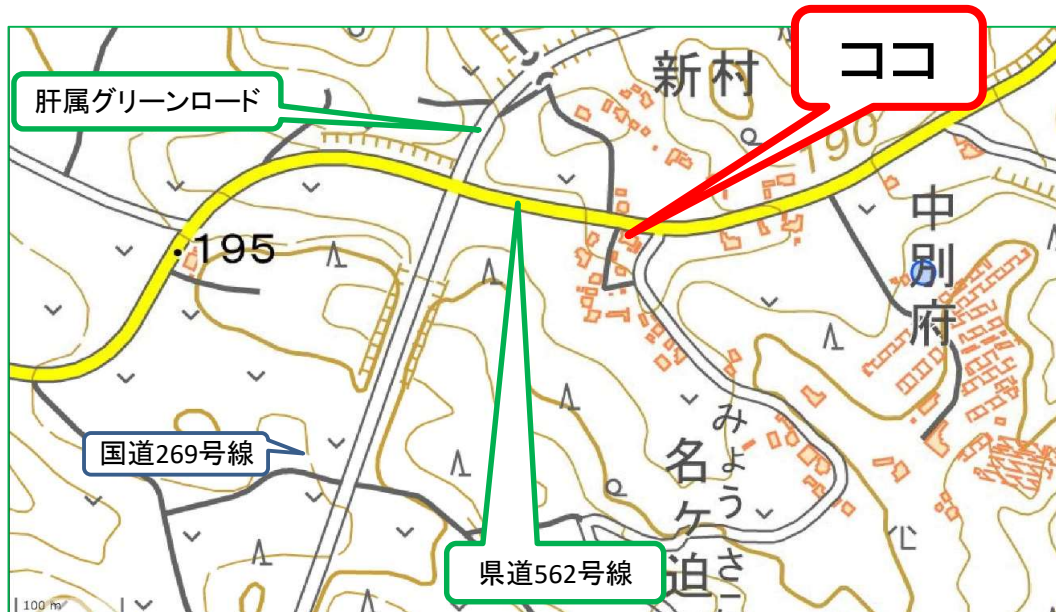 ココ
新村
肝属グリーンロード
190
195
中別府
国道269号線
みょうさこ
名ケ迫
県道562号線
100 m